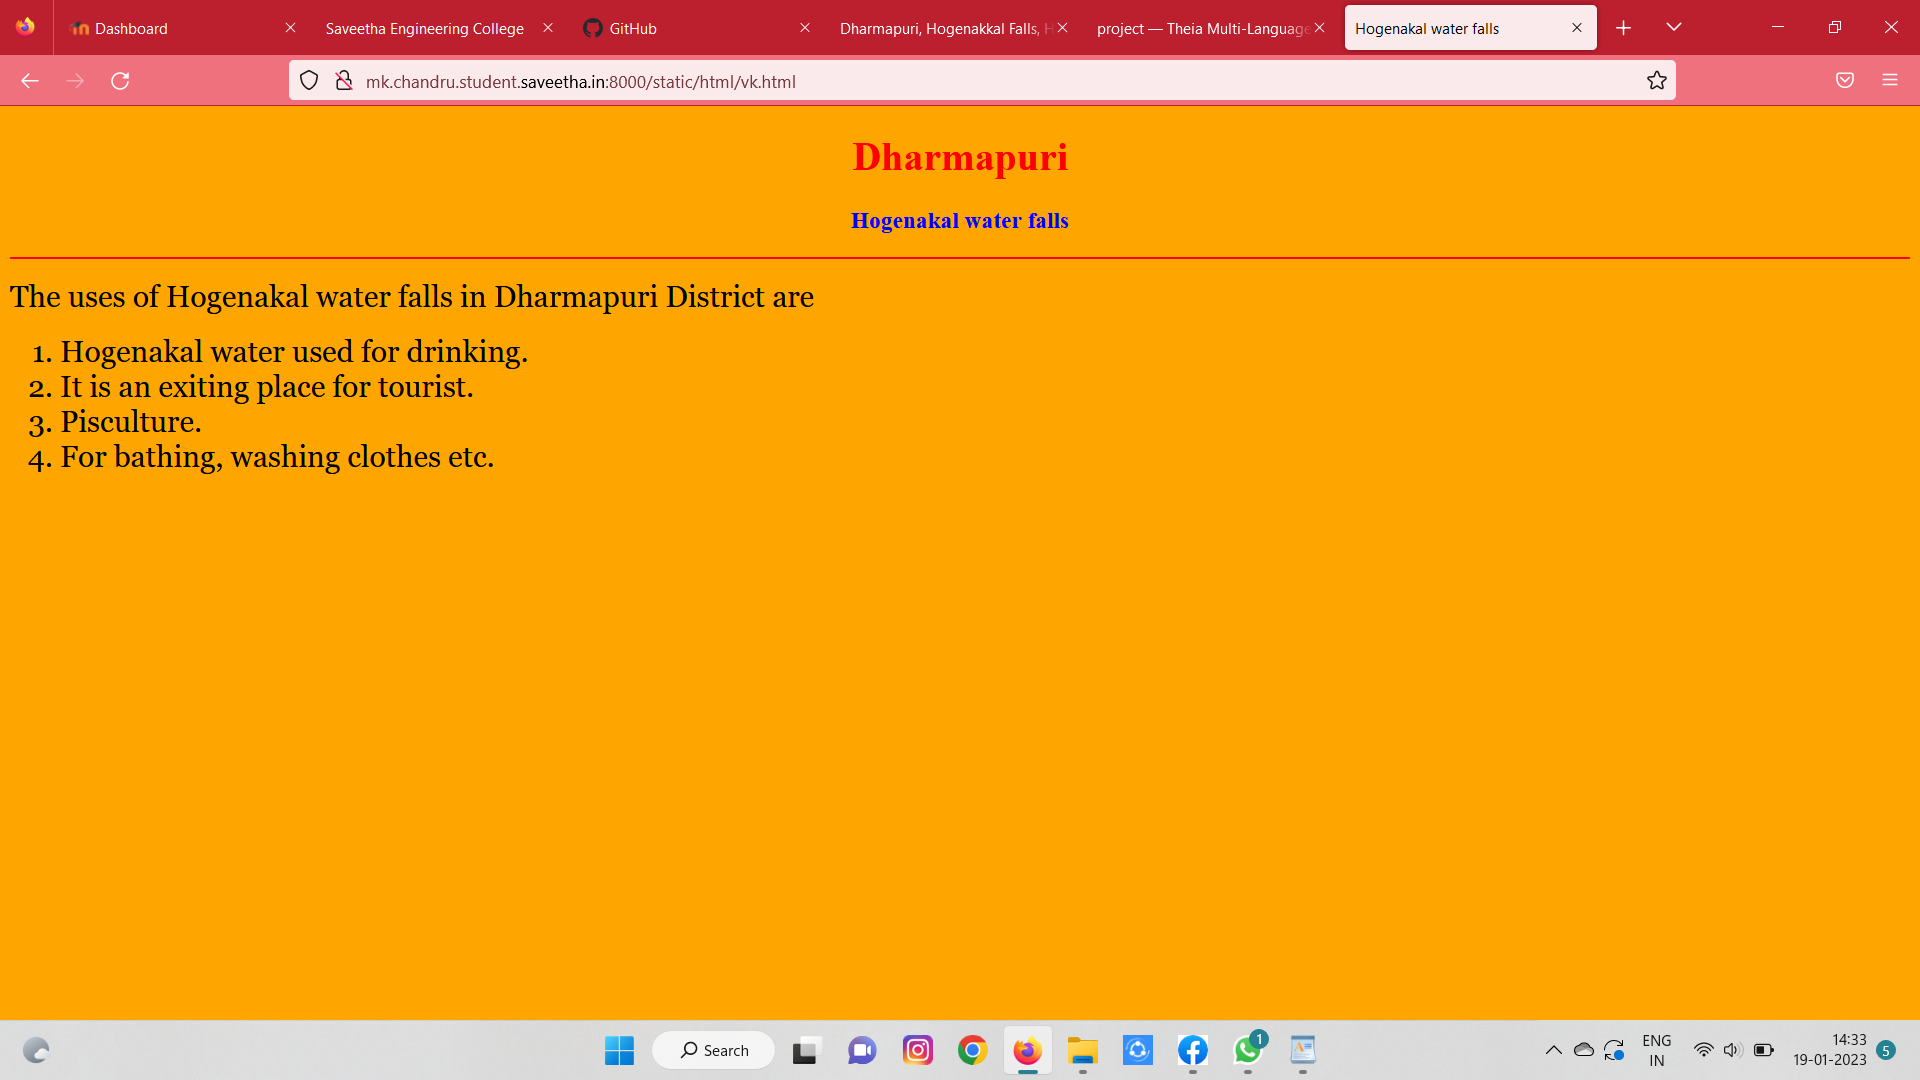 Dashboard
Saveetha Engineering College
GitHub
Dharmapuri, Hogenakkal Falls, H
project — Theia Multi-Language
Hogenakal water falls
mk.chandru.student.saveetha.in:8000/static/html/vk.html
Dharmapuri
Hogenakal water falls
The uses of Hogenakal water falls in Dharmapuri District are
1. Hogenakal water used for drinking.
2. It is an exiting place for tourist.
3. Pisculture.
4. For bathing, washing clothes etc.
Search
1
ENG
IN
14:33
19-01-2023
5